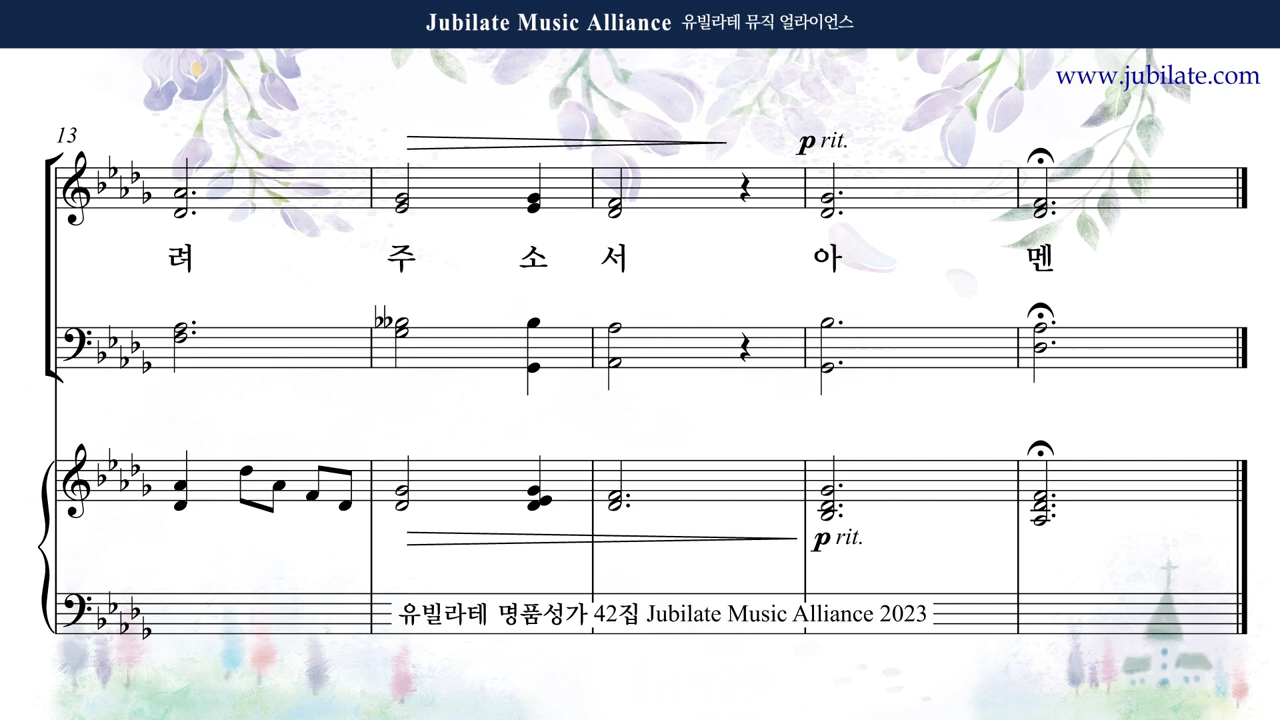 Jubilate Music Alliance 유빌라테 뮤직 얼라이언스
www.jubilate.com
13
p rit.
려 주 소 서 아 멘
p rit.
유빌라테 명품성가 42집 Jubilate Music Alliance 2023